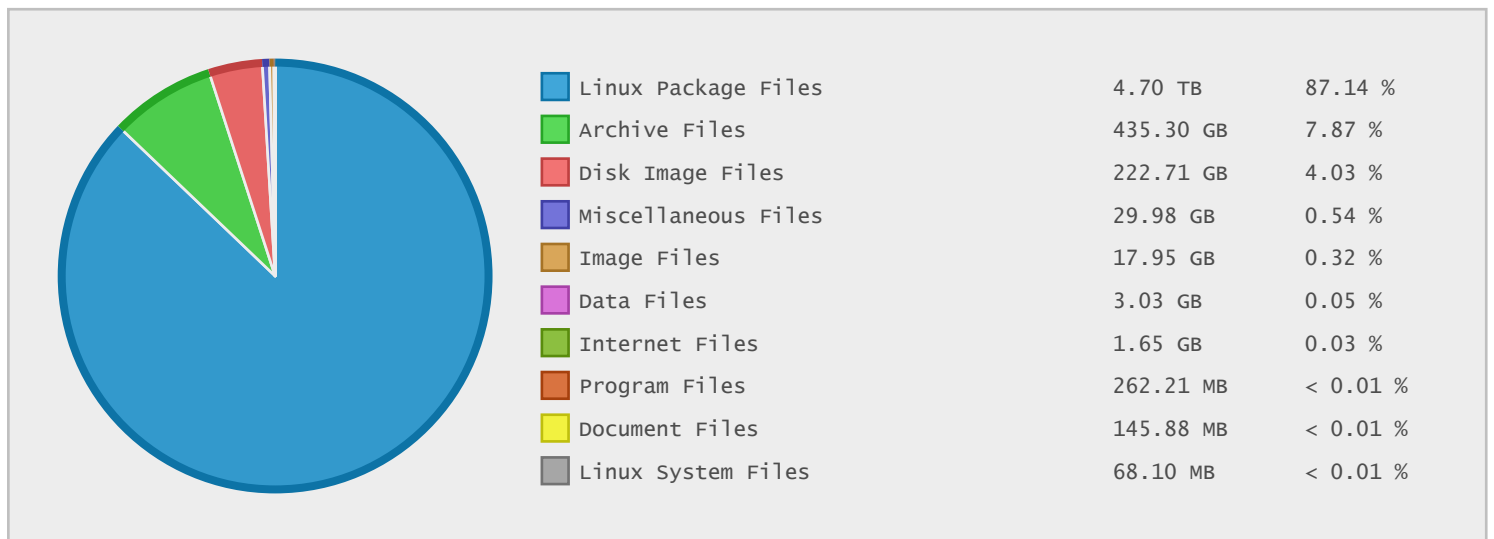 Linux Package Files 4.70 TB 87.14 %
Archive Files 435.30 GB 7.87 %
Disk Image Files 222.71 GB 4.03 %
Miscellaneous Files 29.98 GB 0.54 %
Image Files 17.95 GB 0.32 %
Data Files 3.03 GB 0.05 %
Internet Files 1.65 GB 0.03 %
Program Files 262.21 MB < 0.01 %
Document Files 145.88 MB < 0.01 %
Linux System Files 68.10 MB < 0.01 %